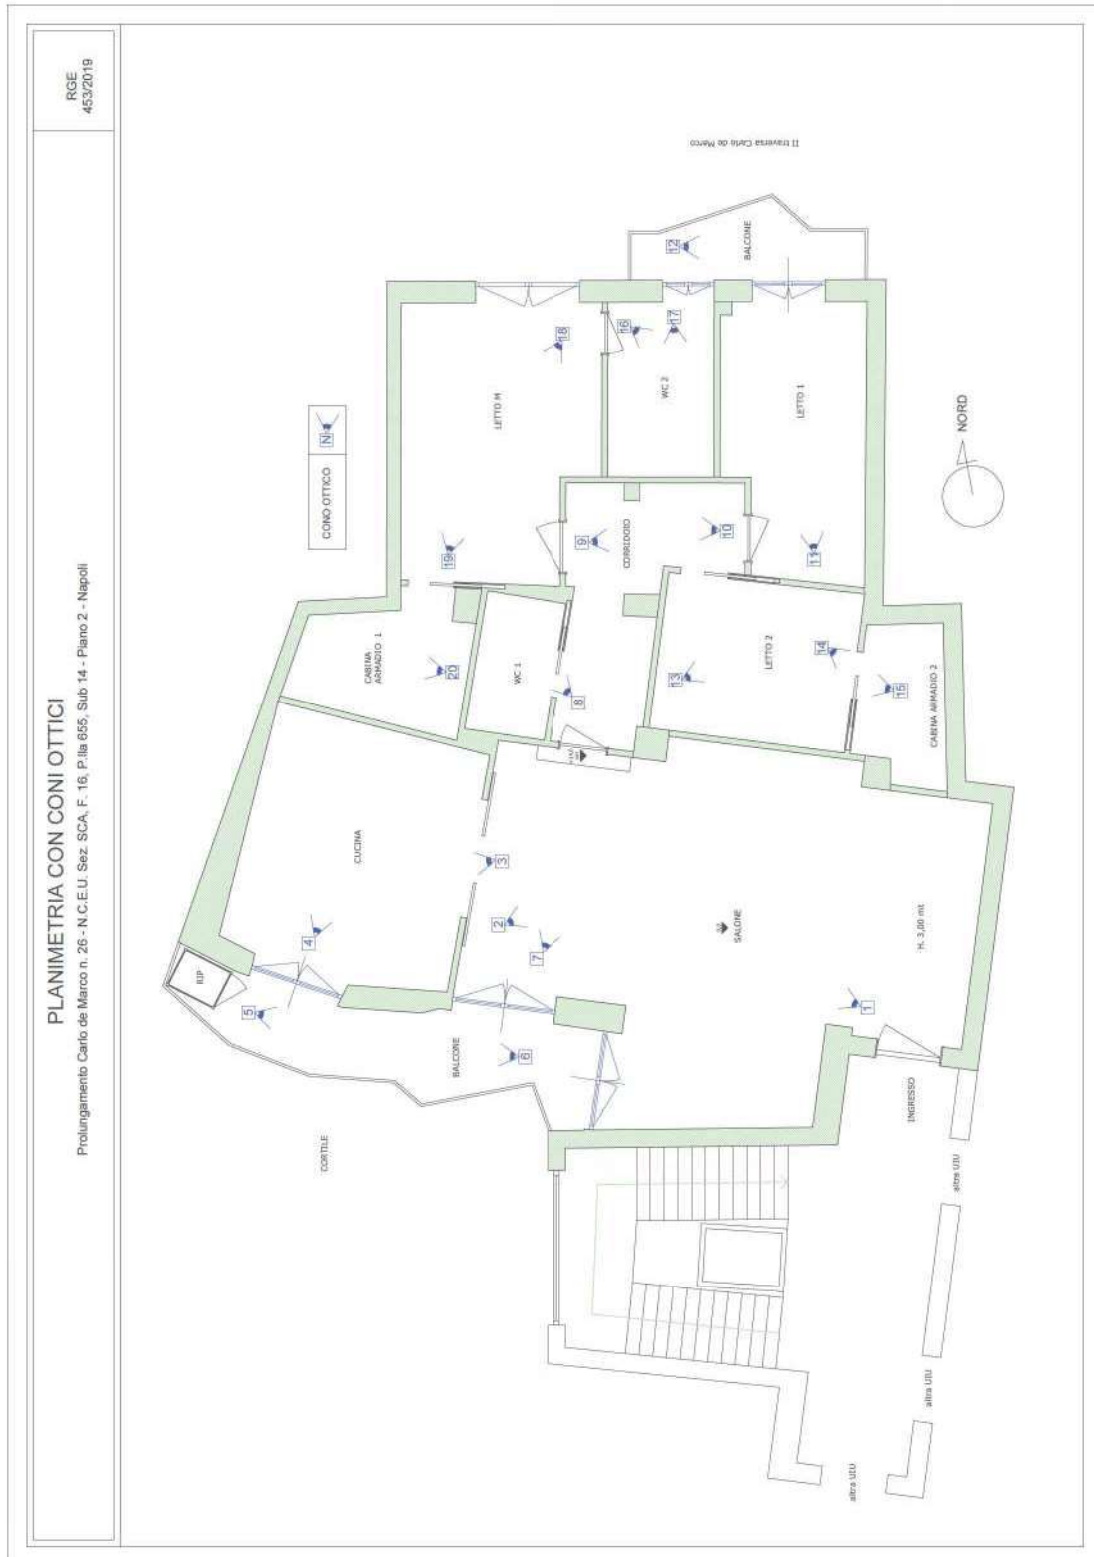 PLANIMETRIA CON CONI OTTICI
Prolungamento Carlo de Marco n. 26 - N.C.E.U. Sez. SCA, F. 16, P.lla 655, Sub 14 - Piano 2 - Napoli
RGE
453/2019
CONO OTTICO
N
RIP
5
4
CORTILE
BALCONE
6
CUCINA
3
2
7
CABINA
ARMADIO 1
20
19
WC 1
8
LETTO M
18
9
CORRIDOIO
10
16
17
WC 2
12
BALCONE
II traversa Carlo de Marco
LETTO 1
11
13
LETTO 2
14
15
CABINA ARMADIO 2
SALONE
H. 3,00 mt
1
INGRESSO
altra UIU
altra UIU
altra UIU
NORD